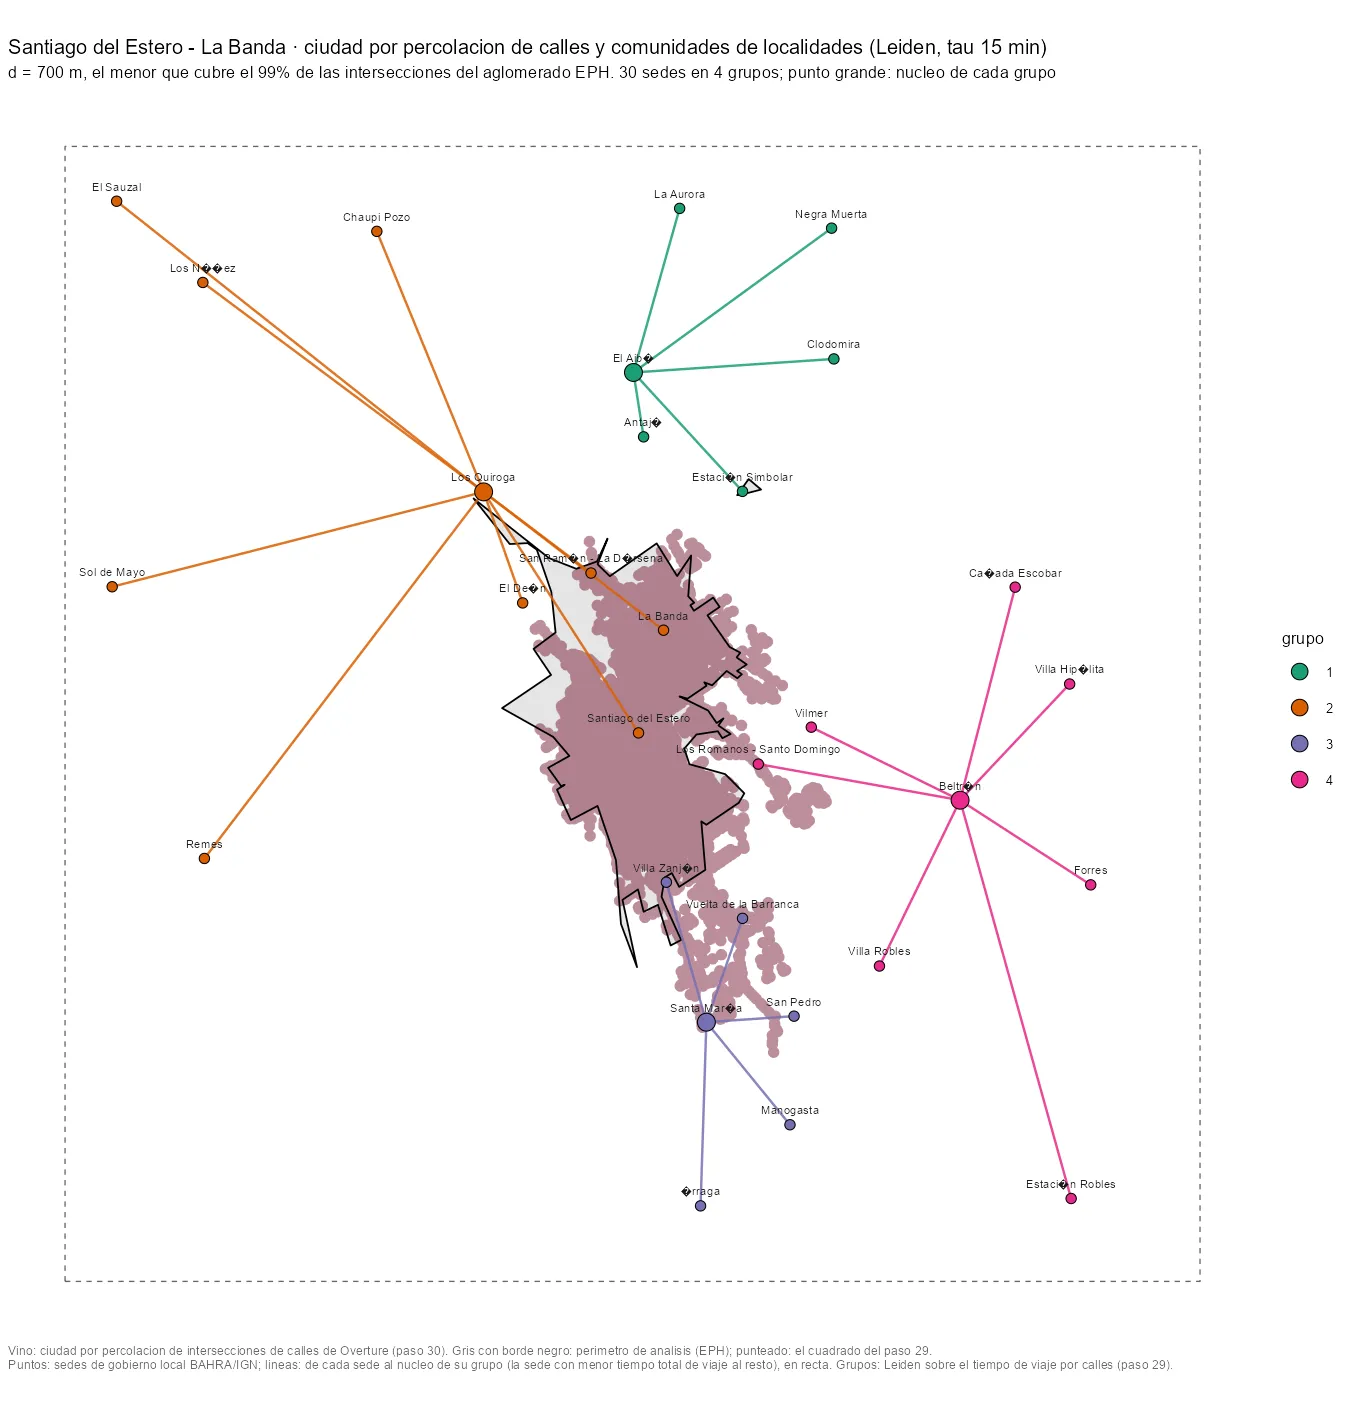 Santiago del Estero - La Banda · ciudad por percolacion de calles y comunidades de localidades (Leiden, tau 15 min)
d = 700 m, el menor que cubre el 99% de las intersecciones del aglomerado EPH. 30 sedes en 4 grupos; punto grande: nucleo de cada grupo
El Sauzal
La Aurora
Chaupi Pozo
Negra Muerta
Los N��ez
Clodomira
El Aib�
Antaj�
Los Quiroga
Estaci�n Simbolar
San Ram�n - La D�rsena
Sol de Mayo
Ca�ada Escobar
El De�n
La Banda
grupo
Villa Hip�lita
1
2
Vilmer
Santiago del Estero
3
Los Romanos - Santo Domingo
4
Beltr�n
Remes
Villa Zanj�n
Forres
Vuelta de la Barranca
Villa Robles
San Pedro
Santa Mar�a
Manogasta
Estaci�n Robles
�rraga
Vino: ciudad por percolacion de intersecciones de calles de Overture (paso 30). Gris con borde negro: perimetro de analisis (EPH); punteado: el cuadrado del paso 29.
Puntos: sedes de gobierno local BAHRA/IGN; lineas: de cada sede al nucleo de su grupo (la sede con menor tiempo total de viaje al resto), en recta. Grupos: Leiden sobre el tiempo de viaje por calles (paso 29).